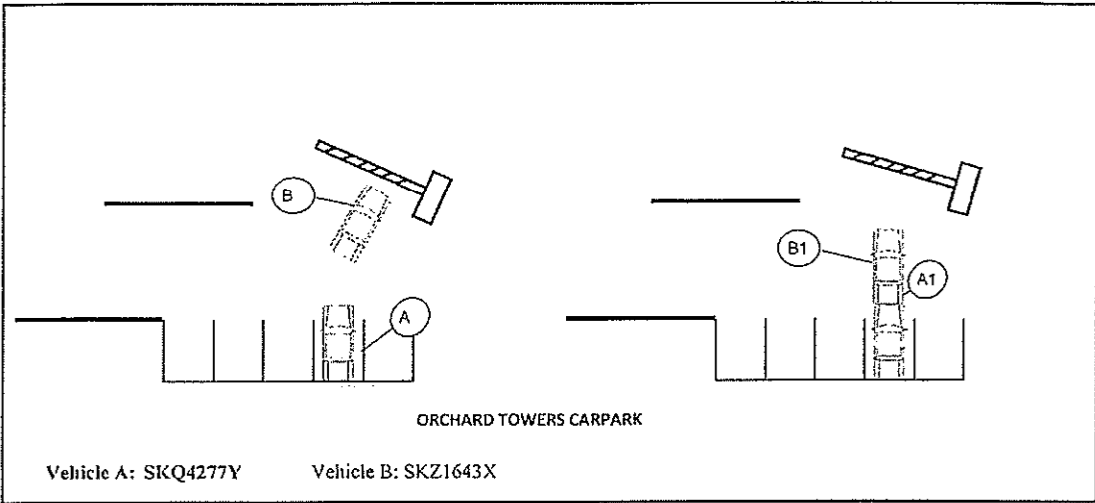 B
A
B1
A1
ORCHARD TOWERS CARPARK
Vehicle A: SKQ4277Y Vehicle B: SKZ1643X